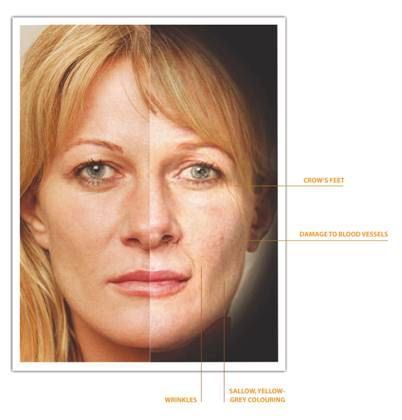 CROW'S FEET
DAMAGE TO BLOOD VESSELS
WRINKLES
SALLOW, YELLOW-
GREY COLOURING